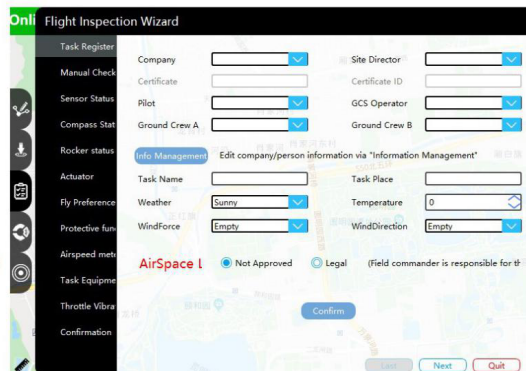 Onli Flight Inspection Wizard
Task Register
Manual Check
Sensor Status
Compass Stat
Rocker status
Actuator
Fly Preference
Protective fun
Airspeed met
Task Equipme
Throttle Vibra
Confirmation
Company Site Director
Certificate Certificate ID
Pilot GCS Operator
Ground Crew A Ground Crew B
Info Management Edit company/person information via "Information Management"
Task Name Task Place
Weather Sunny Temperature 0
WindForce Empty WindDirection Empty
AirSpace L Not Approved Legal (Field commander is responsible for th
Confirm
Last Next Quit